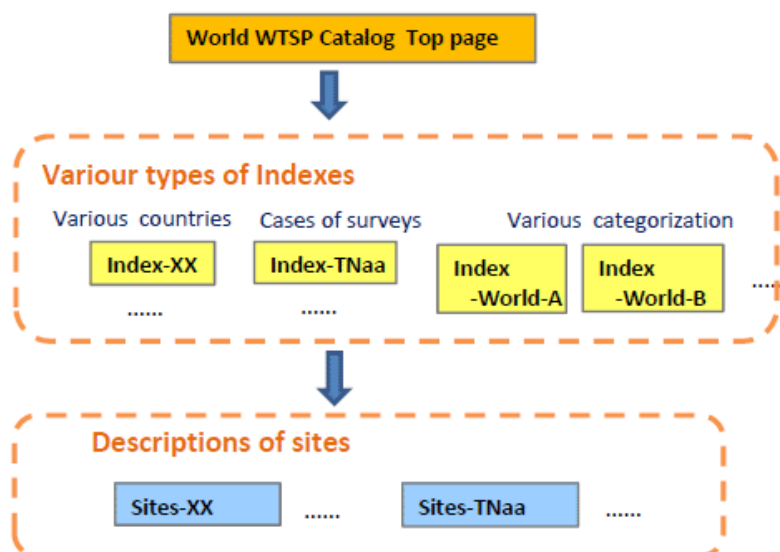 World WTSP Catalog Top page
Variour types of Indexes
Various countries Cases of surveys Various categorization
Index-XX Index-TNaa Index Index
-World-A -World-B .....
...... ......
Descriptions of sites
Sites-XX ...... Sites-TNaa ......